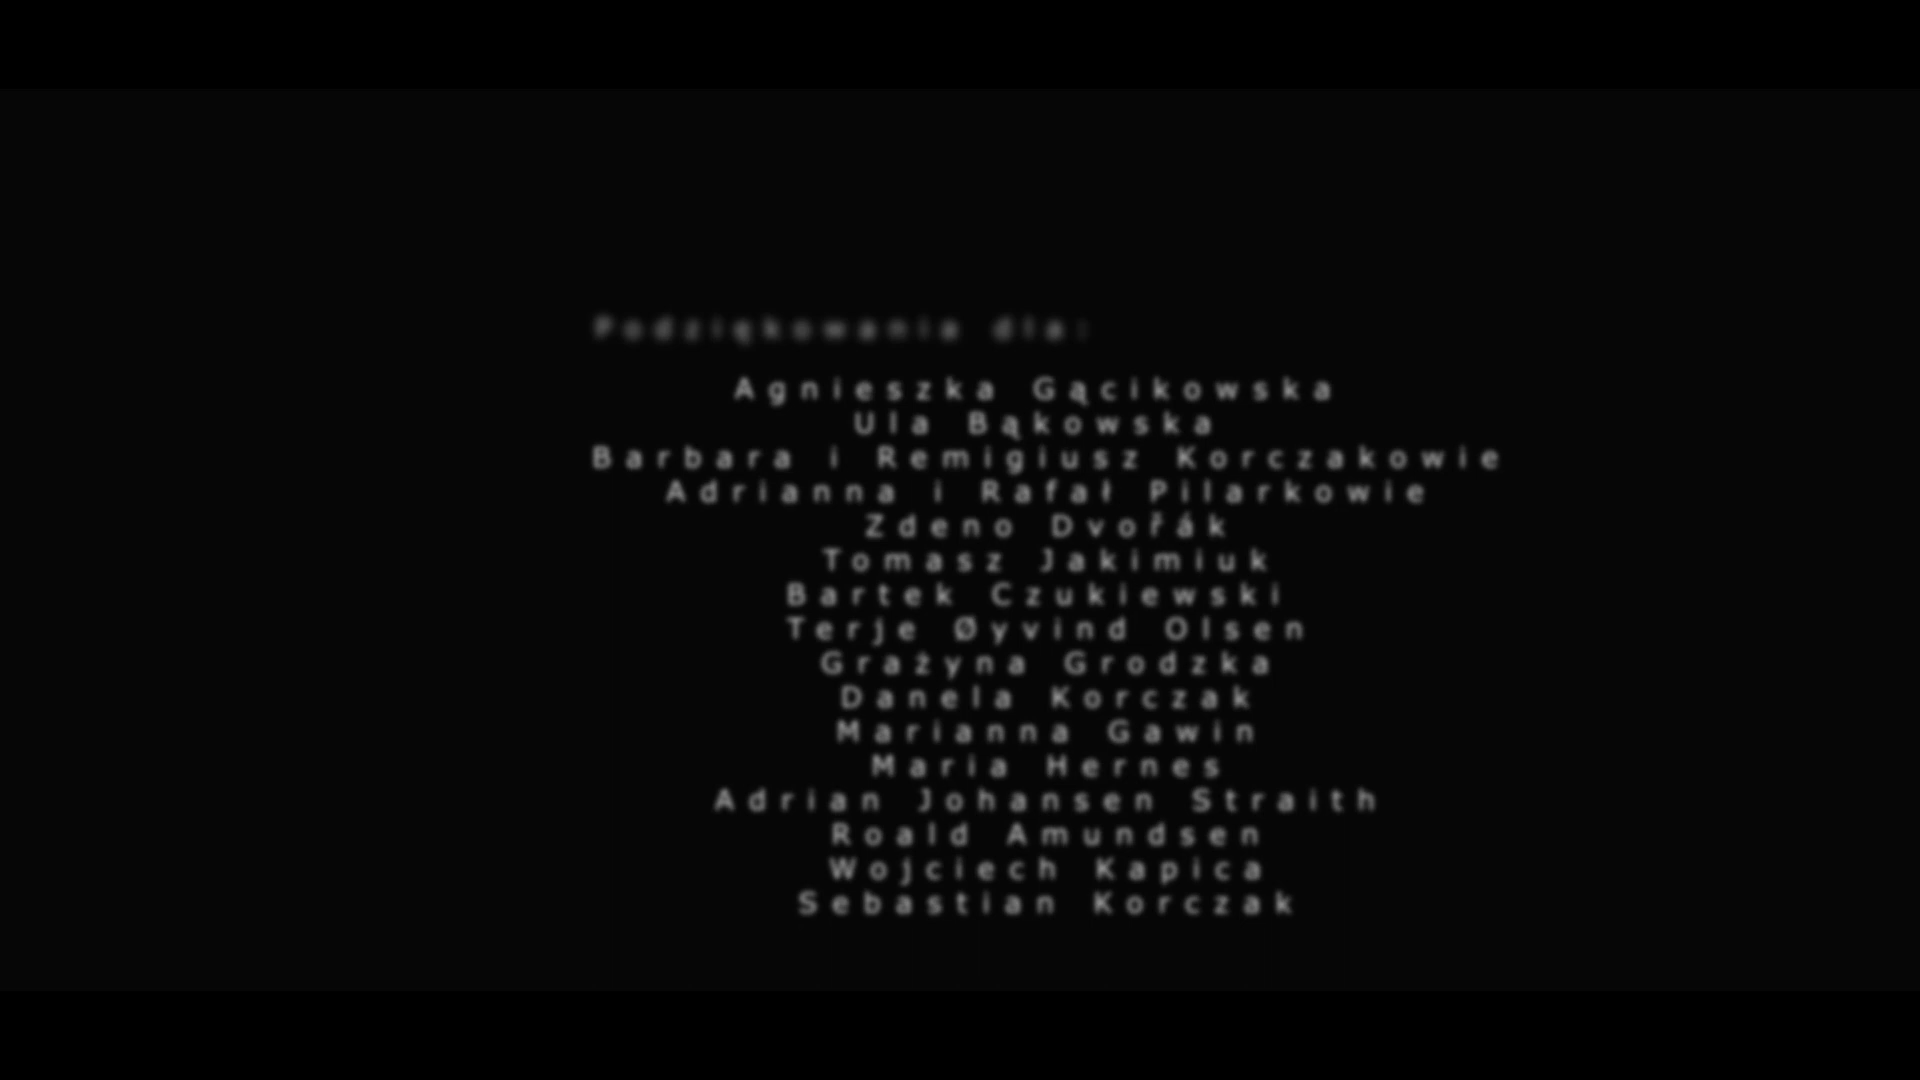 Podziękowania dla:
Agnieszka Gącikowska
Ula Bąkowska
Barbara i Remigiusz Korczakowie
Adrianna i Rafał Pilarkowie
Zdeno Dvořák
Tomasz Jakimiuk
Bartek Czukiewski
Terje Øyvind Olsen
Grażyna Grodzka
Danela Korczak
Marianna Gawin
Maria Hernes
Adrian Johansen Straith
Roald Amundsen
Wojciech Kapica
Sebastian Korczak